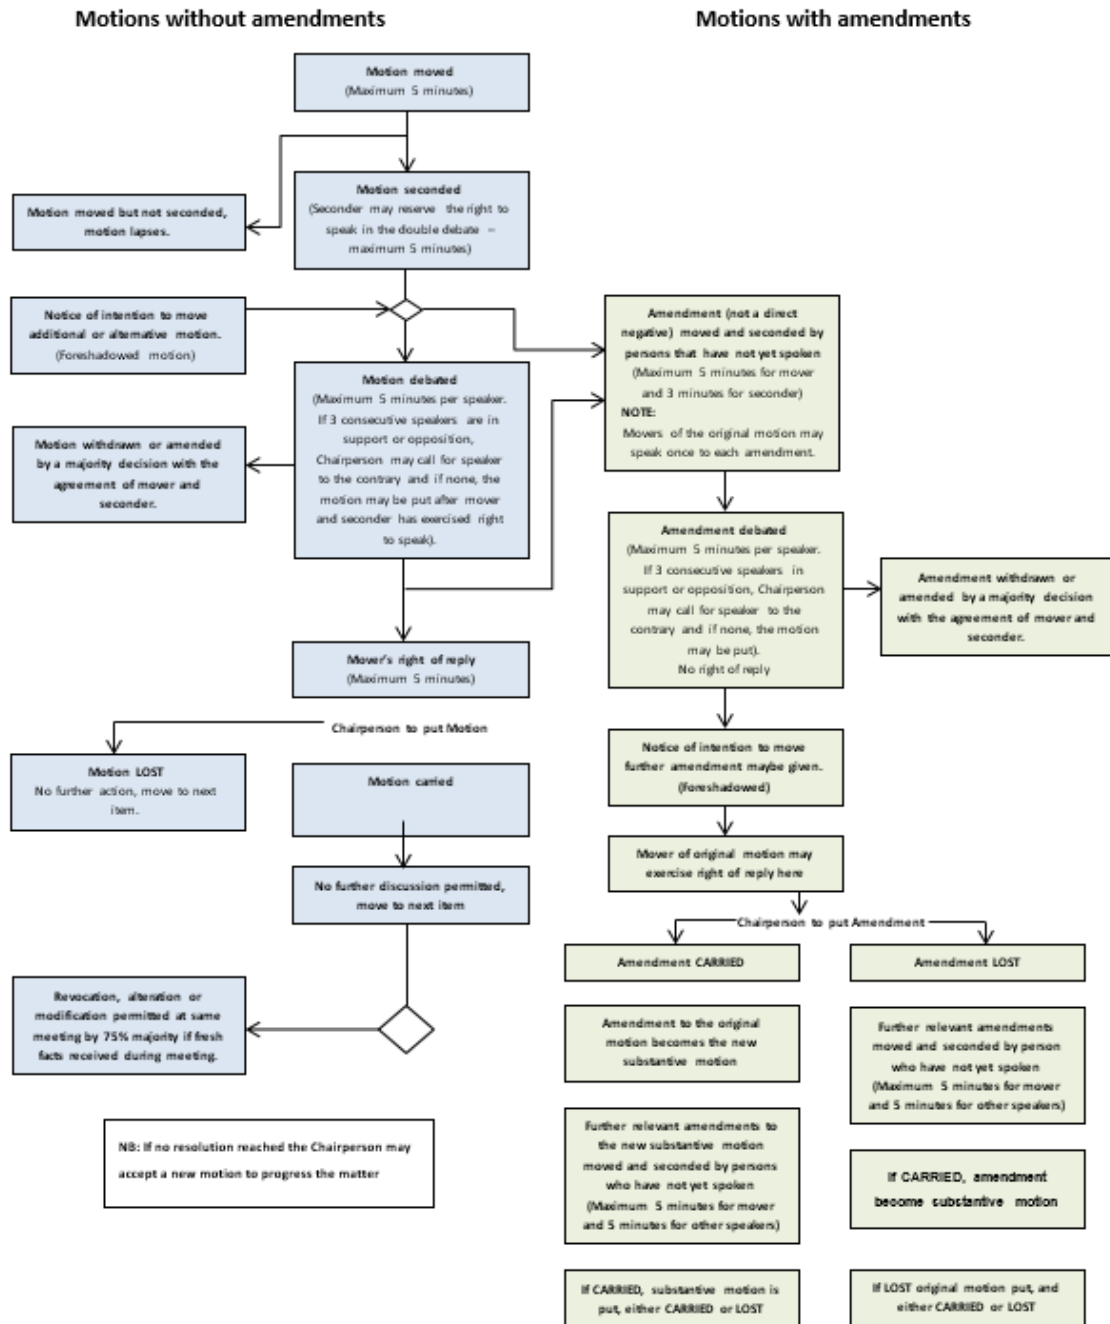 Motions without amendments
Motion moved
(Maximum 5 minutes)
Motion seconded
(Seconder may reserve the right to
speak in the double debate –
maximum 5 minutes)
Motion moved but not seconded,
motion lapses.
Notice of intention to move
additional or alternative motion.
(Foreshadowed motion)
Motion debated
(Maximum 5 minutes per speaker.
If 3 consecutive speakers are in
support or opposition,
Chairperson may call for speaker
to the contrary and if none, the
motion may be put after mover
and seconder has exercised right
to speak).
Motion withdrawn or amended
by a majority decision with the
agreement of mover and
seconder.
Mover's right of reply
(Maximum 5 minutes)
Chairperson to put Motion
Motion LOST
No further action, move to next
item.
Motion carried
No further discussion permitted,
move to next item
Revocation, alteration or
modification permitted at same
meeting by 75% majority if fresh
facts received during meeting.
NB: If no resolution reached the Chairperson may
accept a new motion to progress the matter
Motions with amendments
Amendment (not a direct
negative) moved and seconded by
persons that have not yet spoken
(Maximum 5 minutes for mover
and 3 minutes for seconder)
NOTE:
Movers of the original motion may
speak once to each amendment.
Amendment debated
(Maximum 5 minutes per speaker.
If 3 consecutive speakers in
support or opposition, Chairperson
may call for speaker to the
contrary and if none, the motion
may be put).
No right of reply
Amendment withdrawn or
amended by a majority decision
with the agreement of mover and
seconder.
Notice of intention to move
further amendment maybe given.
(Foreshadowed)
Mover of original motion may
exercise right of reply here
Chairperson to put Amendment
Amendment CARRIED
Amendment to the original
motion becomes the new
substantive motion
Further relevant amendments to
the new substantive motion
moved and seconded by persons
who have not yet spoken
(Maximum 5 minutes for mover
and 5 minutes for other speakers)
If CARRIED, substantive motion is
put, either CARRIED or LOST
Amendment LOST
Further relevant amendments
moved and seconded by person
who have not yet spoken
(Maximum 5 minutes for mover
and 5 minutes for other speakers)
If CARRIED, amendment
become substantive motion
If LOST original motion put, and
either CARRIED or LOST